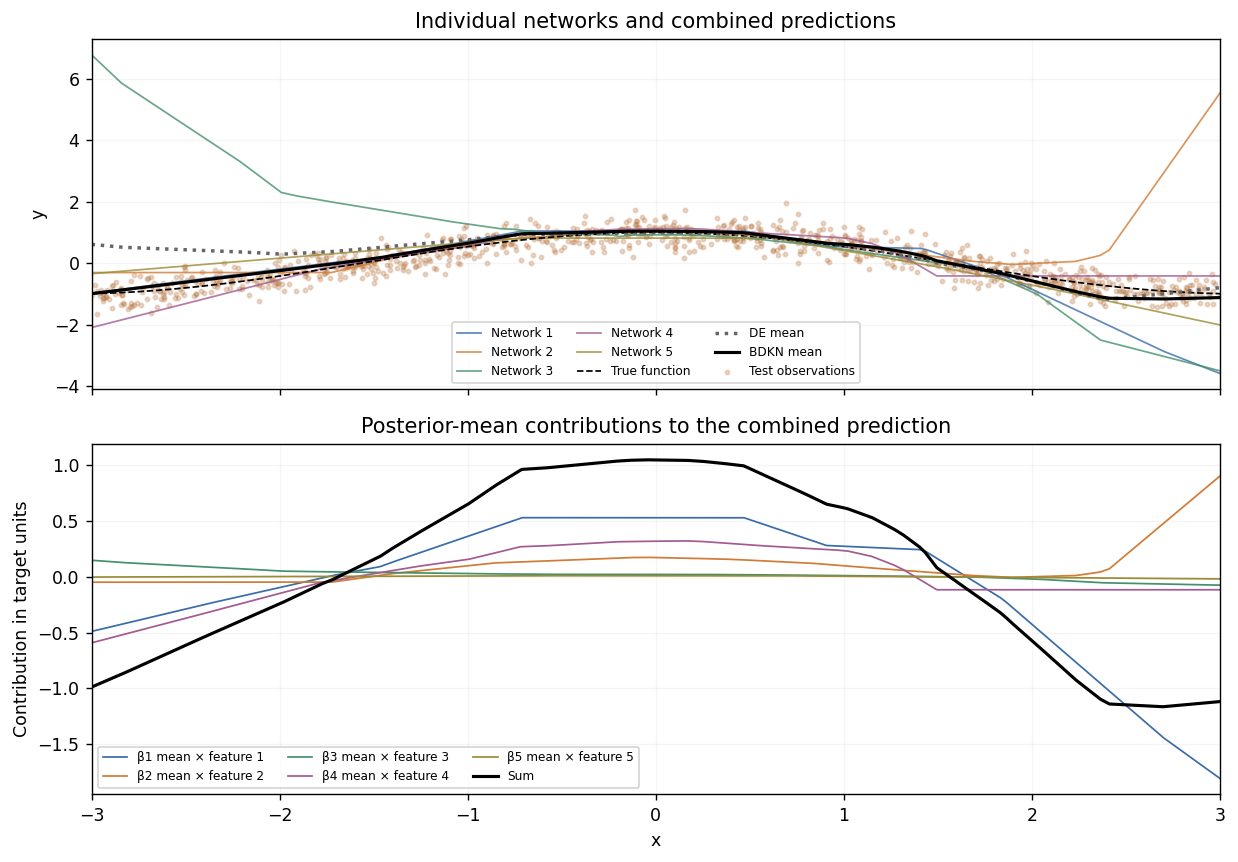 Individual networks and combined predictions
6
4
2
0
−2
−4
y
Network 1
Network 2
Network 3
Network 4
Network 5
True function
DE mean
BDKN mean
Test observations
Posterior-mean contributions to the combined prediction
1.0
0.5
0.0
−0.5
−1.0
−1.5
Contribution in target units
β1 mean × feature 1
β2 mean × feature 2
β3 mean × feature 3
β4 mean × feature 4
β5 mean × feature 5
Sum
−3 −2 −1 0 1 2 3
x